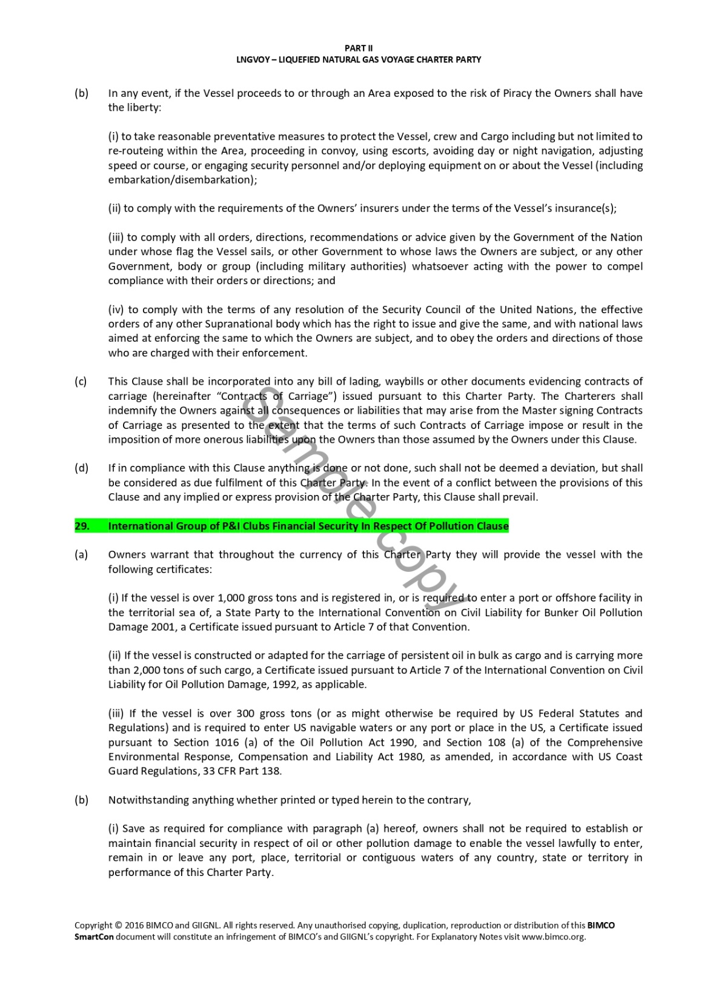 PART II
LNGVOY – LIQUEFIED NATURAL GAS VOYAGE CHARTER PARTY
(b) In any event, if the Vessel proceeds to or through an Area exposed to the risk of Piracy the Owners shall have
the liberty:
(i) to take reasonable preventative measures to protect the Vessel, crew and Cargo including but not limited to
re-routeing within the Area, proceeding in convoy, using escorts, avoiding day or night navigation, adjusting
speed or course, or engaging security personnel and/or deploying equipment on or about the Vessel (including
embarkation/disembarkation);
(ii) to comply with the requirements of the Owners’ insurers under the terms of the Vessel’s insurance(s);
(iii) to comply with all orders, directions, recommendations or advice given by the Government of the Nation
under whose flag the Vessel sails, or other Government to whose laws the Owners are subject, or any other
Government, body or group (including military authorities) whatsoever acting with the power to compel
compliance with their orders or directions; and
(iv) to comply with the terms of any resolution of the Security Council of the United Nations, the effective
orders of any other Supranational body which has the right to issue and give the same, and with national laws
aimed at enforcing the same to which the Owners are subject, and to obey the orders and directions of those
who are charged with their enforcement.
(c) This Clause shall be incorporated into any bill of lading, waybills or other documents evidencing contracts of
carriage (hereinafter “Contracts of Carriage”) issued pursuant to this Charter Party. The Charterers shall
indemnify the Owners against all consequences or liabilities that may arise from the Master signing Contracts
of Carriage as presented to the extent that the terms of such Contracts of Carriage impose or result in the
imposition of more onerous liabilities upon the Owners than those assumed by the Owners under this Clause.
(d) If in compliance with this Clause anything is done or not done, such shall not be deemed a deviation, but shall
be considered as due fulfilment of this Charter Party. In the event of a conflict between the provisions of this
Clause and any implied or express provision of the Charter Party, this Clause shall prevail.
Sample copy
29. International Group of P&I Clubs Financial Security In Respect Of Pollution Clause
(a) Owners warrant that throughout the currency of this Charter Party they will provide the vessel with the
following certificates:
(i) If the vessel is over 1,000 gross tons and is registered in, or is required to enter a port or offshore facility in
the territorial sea of, a State Party to the International Convention on Civil Liability for Bunker Oil Pollution
Damage 2001, a Certificate issued pursuant to Article 7 of that Convention.
(ii) If the vessel is constructed or adapted for the carriage of persistent oil in bulk as cargo and is carrying more
than 2,000 tons of such cargo, a Certificate issued pursuant to Article 7 of the International Convention on Civil
Liability for Oil Pollution Damage, 1992, as applicable.
(iii) If the vessel is over 300 gross tons (or as might otherwise be required by US Federal Statutes and
Regulations) and is required to enter US navigable waters or any port or place in the US, a Certificate issued
pursuant to Section 1016 (a) of the Oil Pollution Act 1990, and Section 108 (a) of the Comprehensive
Environmental Response, Compensation and Liability Act 1980, as amended, in accordance with US Coast
Guard Regulations, 33 CFR Part 138.
(b) Notwithstanding anything whether printed or typed herein to the contrary,
(i) Save as required for compliance with paragraph (a) hereof, owners shall not be required to establish or
maintain financial security in respect of oil or other pollution damage to enable the vessel lawfully to enter,
remain in or leave any port, place, territorial or contiguous waters of any country, state or territory in
performance of this Charter Party.
Copyright © 2016 BIMCO and GIIGNL. All rights reserved. Any unauthorised copying, duplication, reproduction or distribution of this BIMCO
SmartCon document will constitute an infringement of BIMCO’s and GIIGNL’s copyright. For Explanatory Notes visit www.bimco.org.